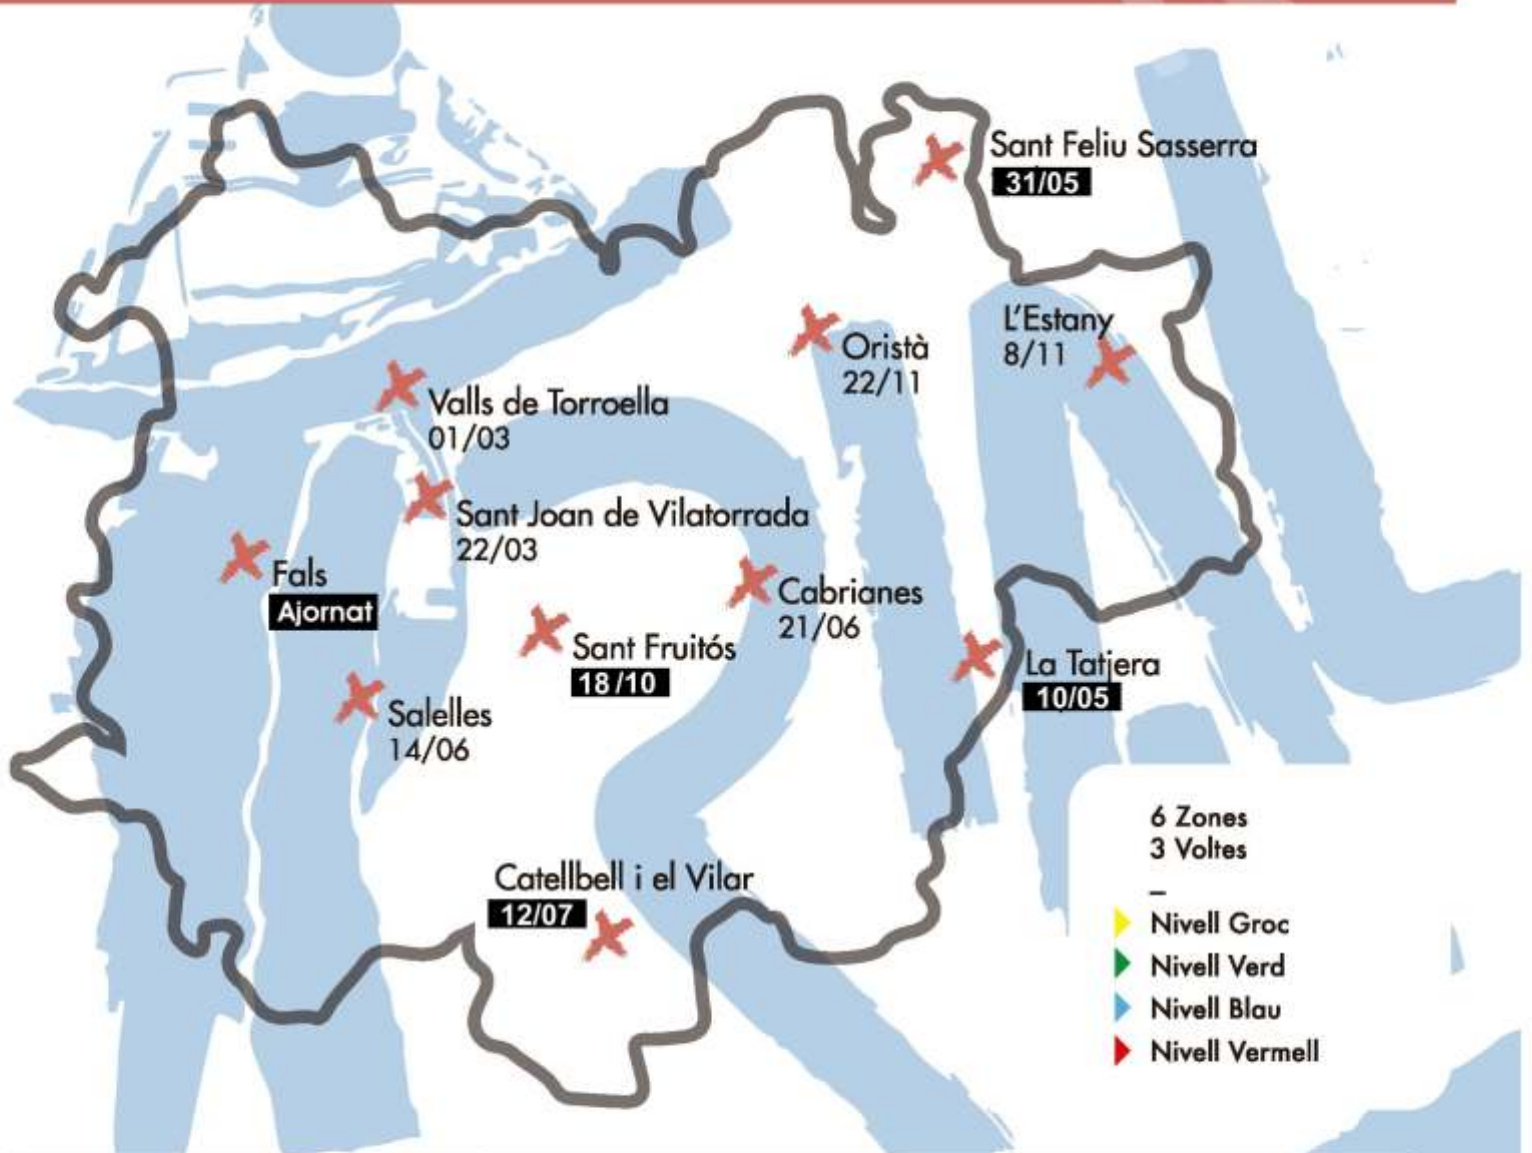 Sant Feliu Sasserra
31/05
L'Estany
8/11
Oristà
22/11
Valls de Torroella
01/03
Sant Joan de Vilatorrada
22/03
Fals
Ajornat
Cabrianes
21/06
Sant Fruitós
18/10
La Tatjera
10/05
Salelles
14/06
Catellbell i el Vilar
12/07
6 Zones
3 Voltes
–
Nivell Groc
Nivell Verd
Nivell Blau
Nivell Vermell